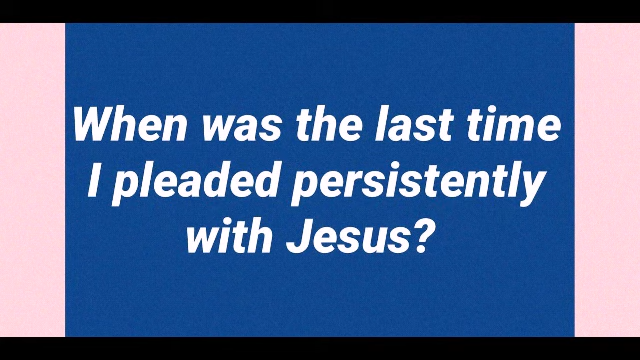 When was the last time
I pleaded persistently
with Jesus?